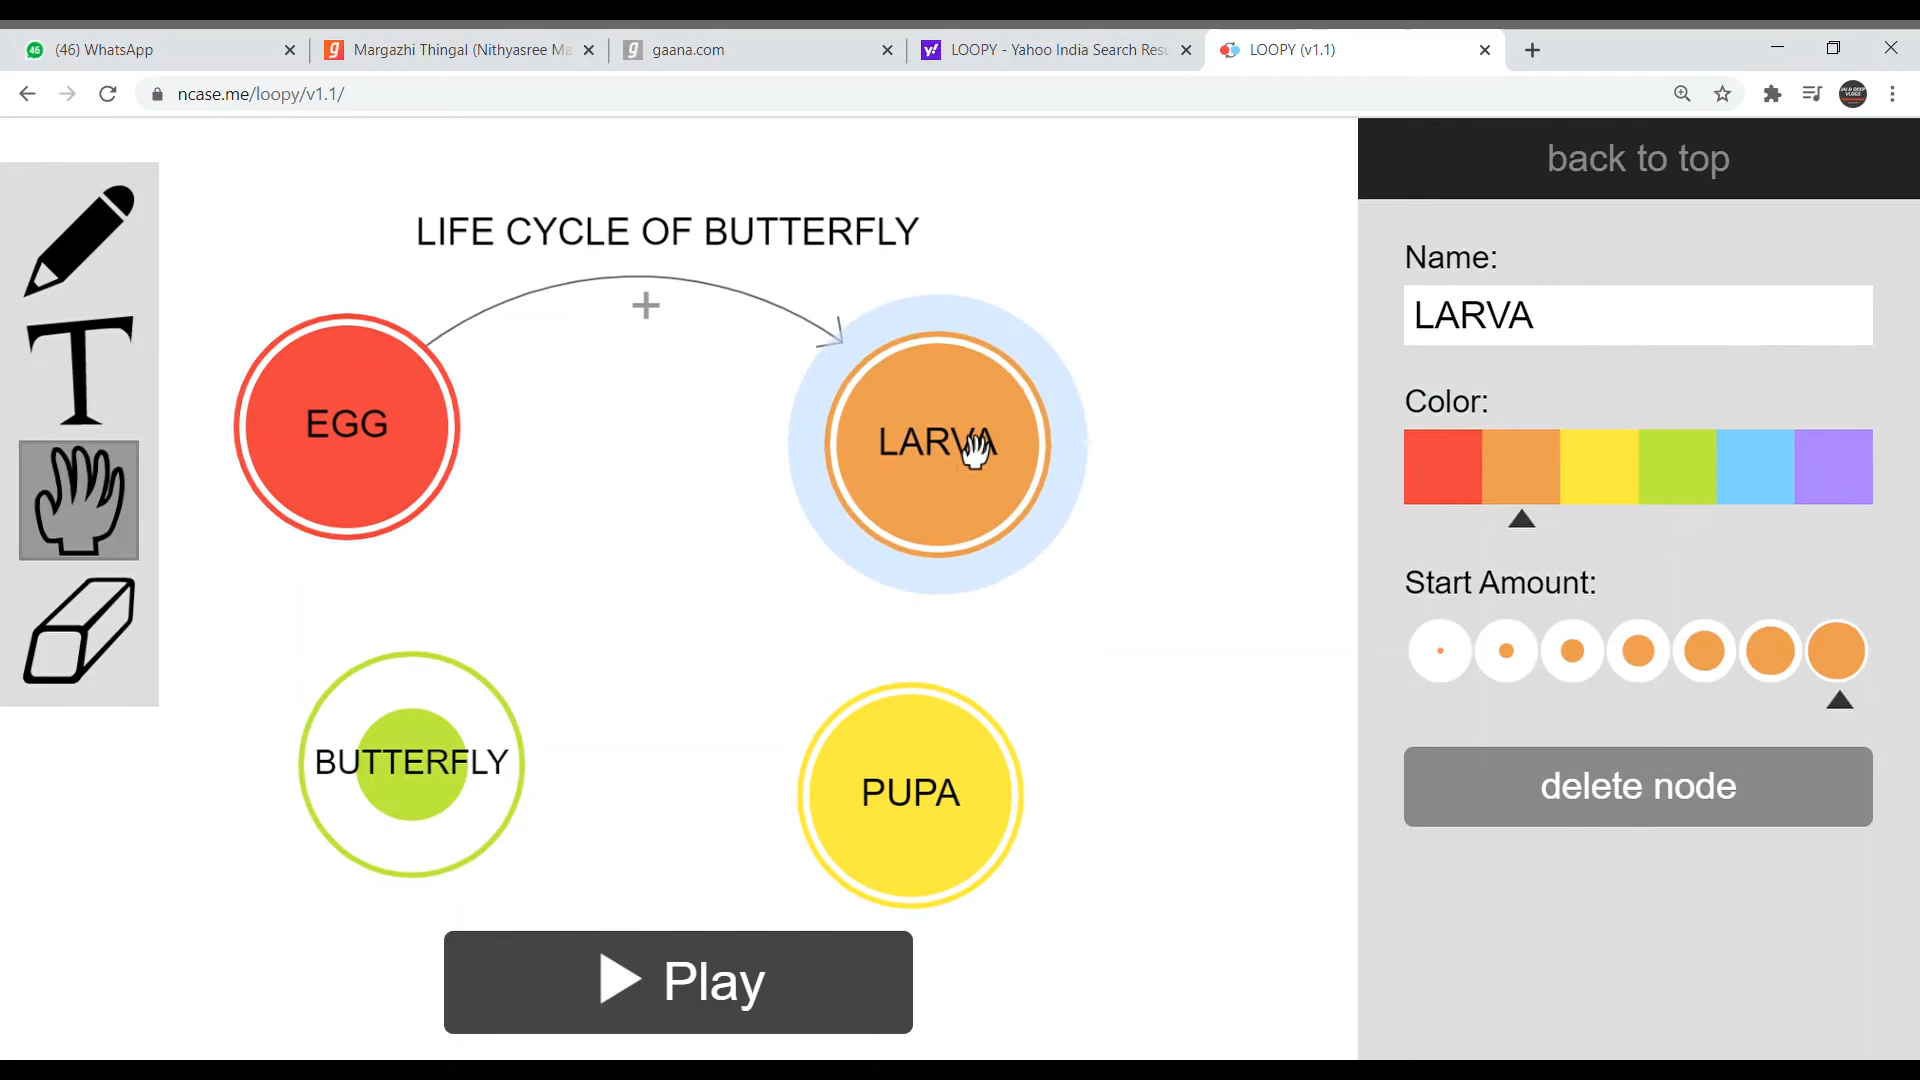 (46) WhatsApp
Margazhi Thingal (Nithyasree Ma
gaana.com
LOOPY - Yahoo India Search Resu
LOOPY (v1.1)
ncase.me/loopy/v1.1/
back to top
LIFE CYCLE OF BUTTERFLY
+
EGG
LARVA
BUTTERFLY
PUPA
Play
Name:
LARVA
Color:
Start Amount:
delete node